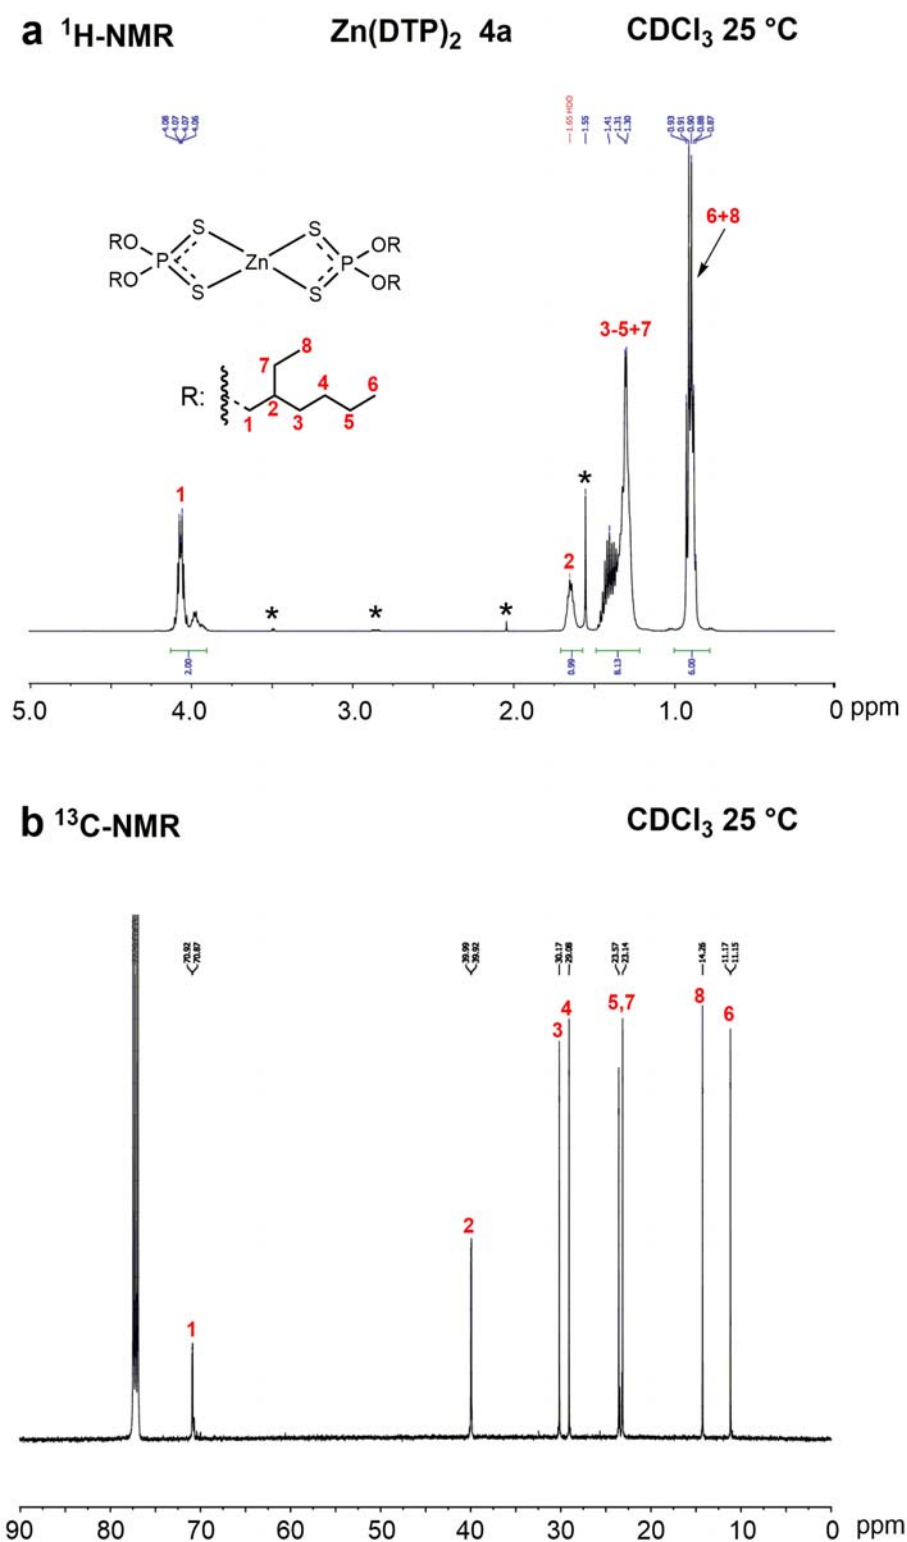 a ¹H-NMR Zn(DTP)₂ 4a CDCl₃ 25 °C
4.08
4.07
4.07
4.06
1.65 HDO
1.55
1.41
1.31
1.30
0.93
0.91
0.90
0.88
0.87
6+8
RO S S OR
P Zn P
RO S S OR
3-5+7
8
7
R: 4 6
2
1 3 5
*
1
2
* * *
2.00 0.99 8.13 6.00
5.0 4.0 3.0 2.0 1.0 0 ppm
b ¹³C-NMR CDCl₃ 25 °C
70.92
70.87
39.99
39.92
30.17
29.08
23.57
23.14
14.26
11.17
11.15
4 5,7 8
3 6
2
1
90 70 60 50 40 30 20 10 0 ppm